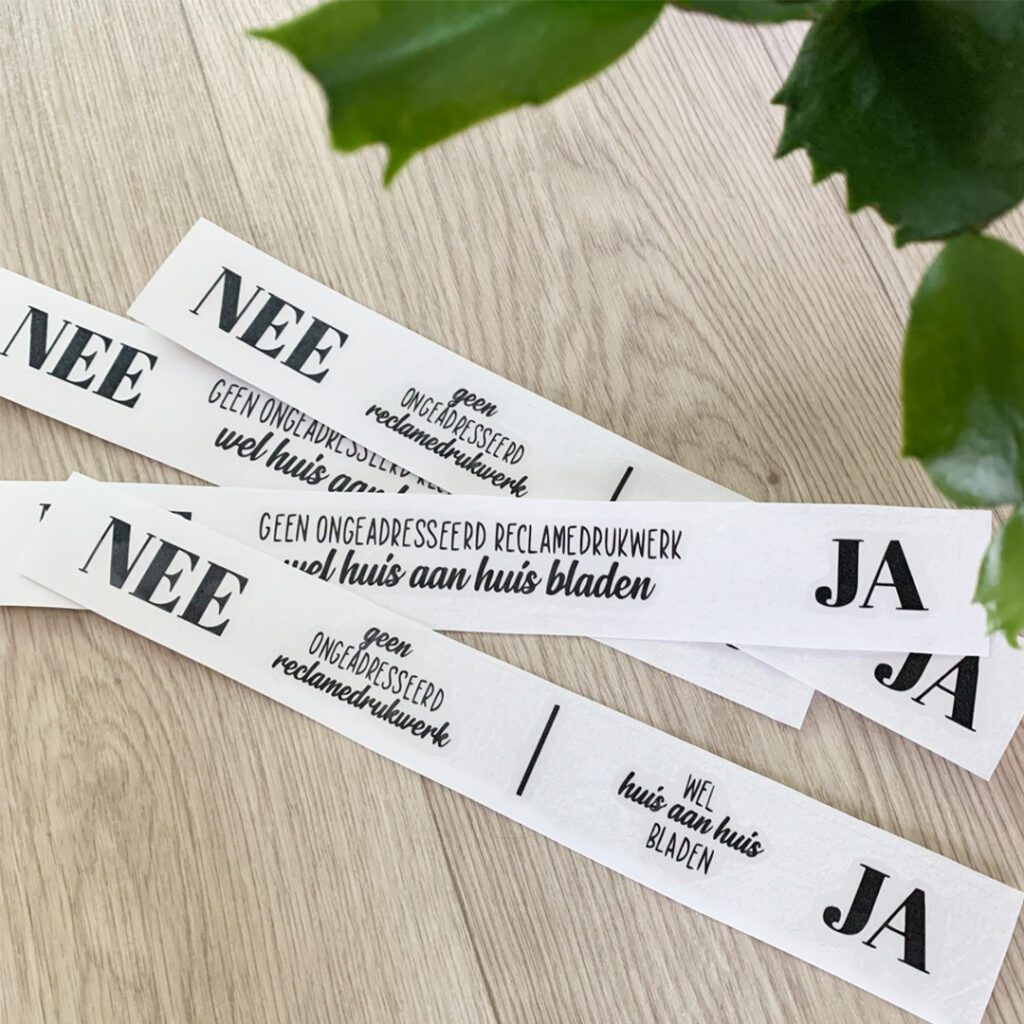 NEE
geen
ONGEADRESSEERD
reclamedrukwerk
NEE
GEEN ONGEADRESSEERD
wel huis aan
GEEN ONGEADRESSEERD RECLAMEDRUKWERK
wel huis aan huis bladen
JA
JA
NEE
geen
ONGEADRESSEERD
reclamedrukwerk
WEL
huis aan huis
BLADEN
JA